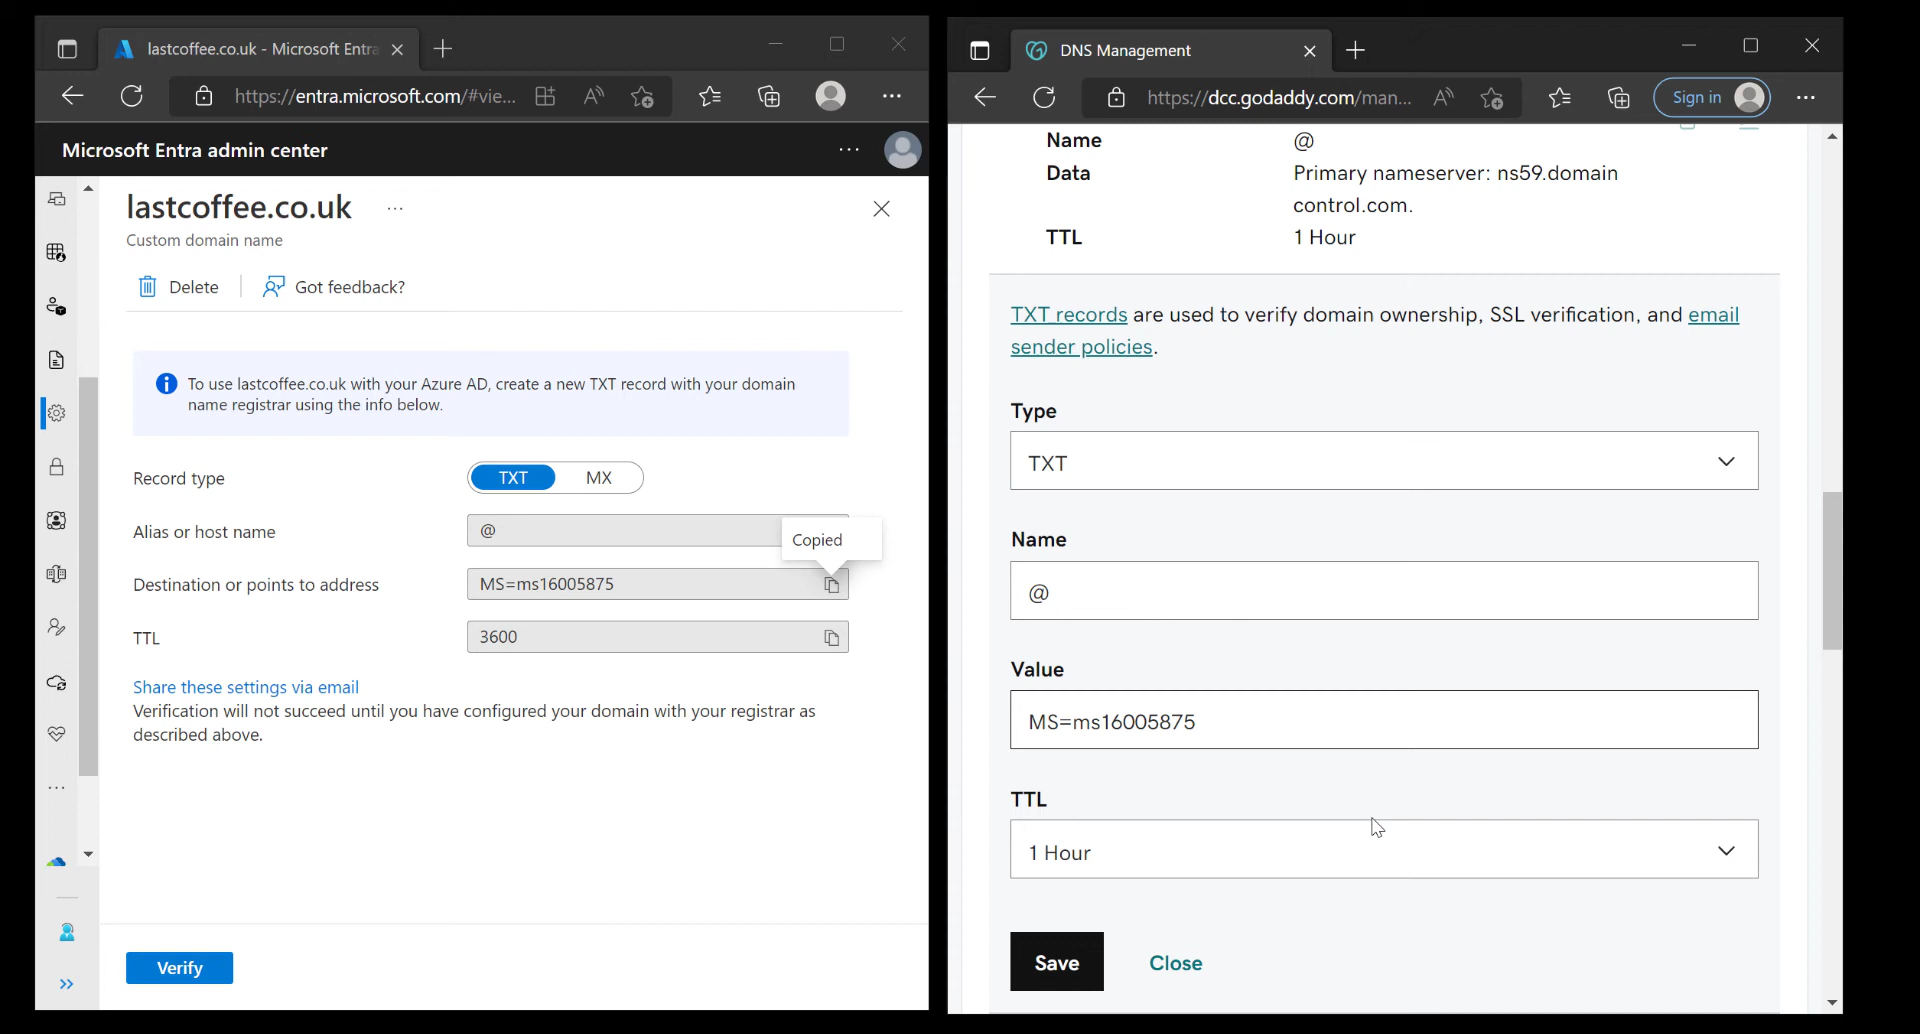 lastcoffee.co.uk - Microsoft Entra
https://entra.microsoft.com/#vie...
Microsoft Entra admin center
lastcoffee.co.uk
Custom domain name
Delete
Got feedback?
To use lastcoffee.co.uk with your Azure AD, create a new TXT record with your domain
name registrar using the info below.
Record type
TXT
MX
Alias or host name
@
Copied
Destination or points to address
MS=ms16005875
TTL
3600
Share these settings via email
Verification will not succeed until you have configured your domain with your registrar as
described above.
Verify
DNS Management
https://dcc.godaddy.com/man...
Sign in
Name
@
Data
Primary nameserver: ns59.domain
control.com.
TTL
1 Hour
TXT records are used to verify domain ownership, SSL verification, and email
sender policies.
Type
TXT
Name
@
Value
MS=ms16005875
TTL
1 Hour
Save
Close